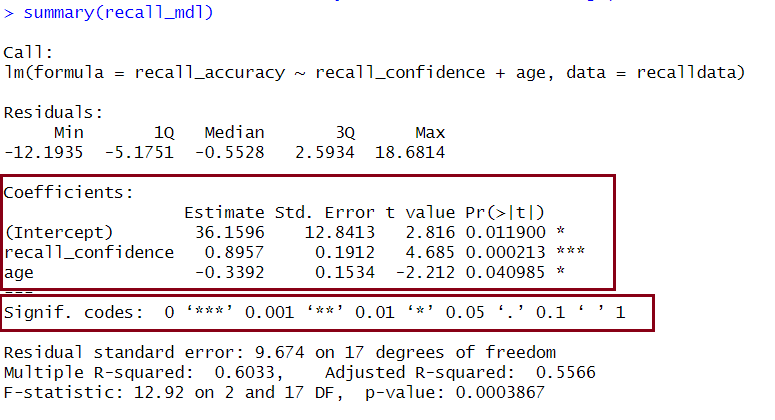 > summary(recall_mdl)
Call:
lm(formula = recall_accuracy ~ recall_confidence + age, data = recalldata)
Residuals:
Min 1Q Median 3Q Max
-12.1935 -5.1751 -0.5528 2.5934 18.6814
Coefficients:
Estimate Std. Error t value Pr(>|t|)
(Intercept) 36.1596 12.8413 2.816 0.011900 *
recall_confidence 0.8957 0.1912 4.685 0.000213 ***
age -0.3392 0.1534 -2.212 0.040985 *
---
Signif. codes: 0 ‘***’ 0.001 ‘**’ 0.01 ‘*’ 0.05 ‘.’ 0.1 ‘ ’ 1
Residual standard error: 9.674 on 17 degrees of freedom
Multiple R-squared: 0.6033, Adjusted R-squared: 0.5566
F-statistic: 12.92 on 2 and 17 DF, p-value: 0.0003867